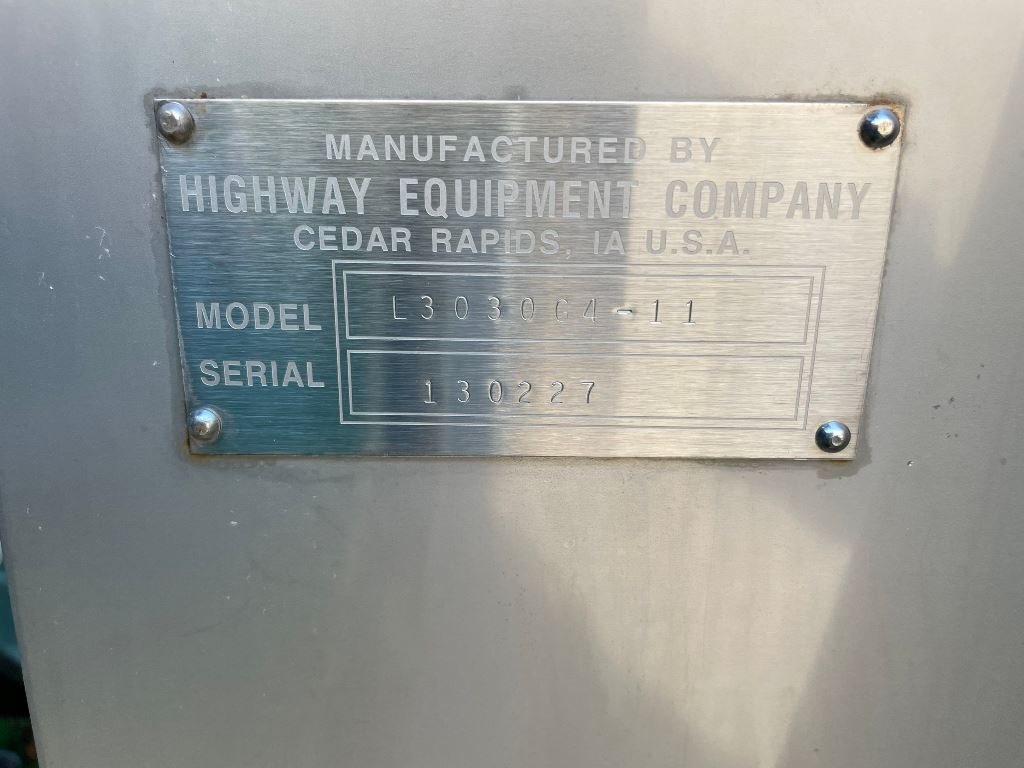 MANUFACTURED BY
HIGHWAY EQUIPMENT COMPANY
CEDAR RAPIDS, IA U.S.A.
MODEL L3030G4-11
SERIAL 130227